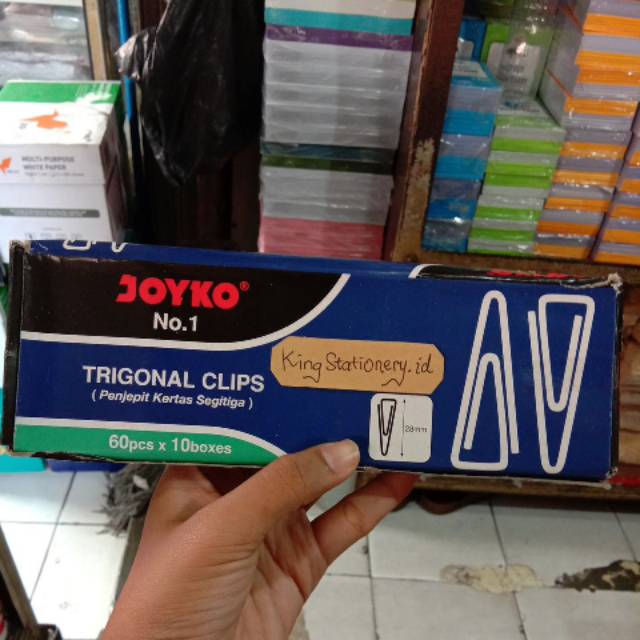 MULTI-PURPOSE
WHITE PAPER
JOYKO®
No.1
TRIGONAL CLIPS
( Penjepit Kertas Segitiga )
60pcs x 10boxes
King Stationery.id
28mm